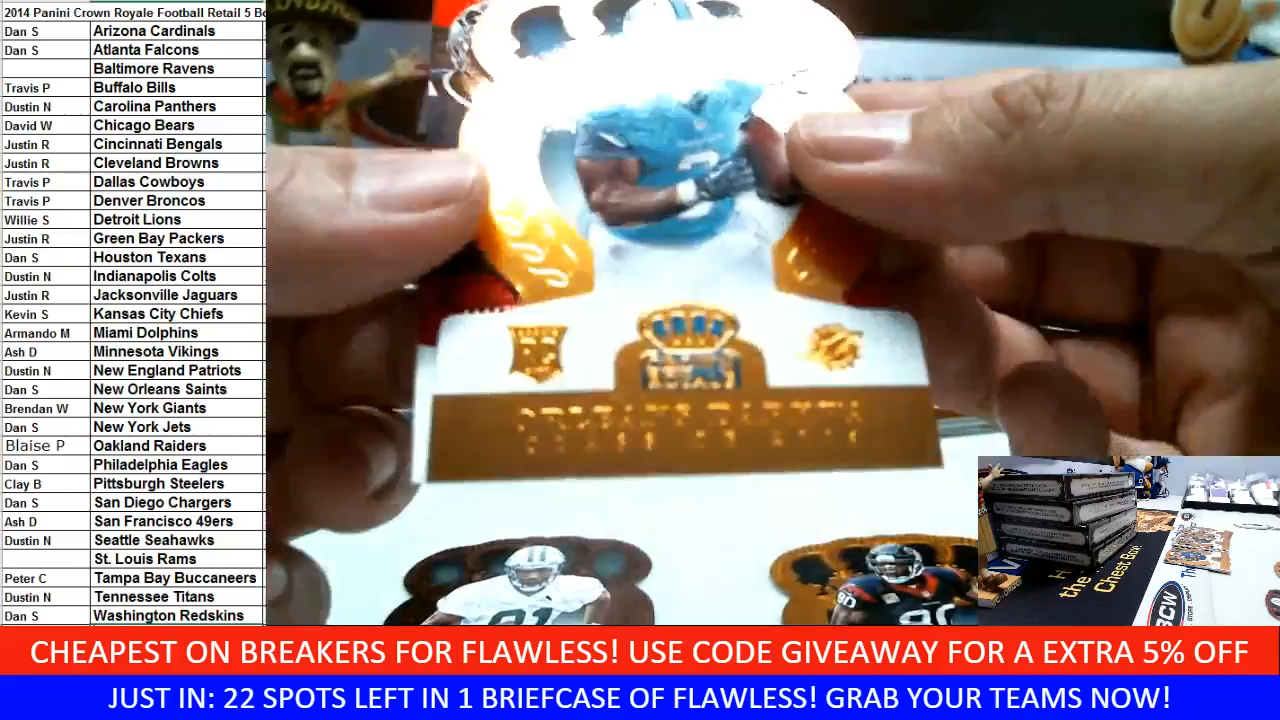 2014 Panini Crown Royale Football Retail 5 Bo
Dan S Arizona Cardinals
Dan S Atlanta Falcons
Baltimore Ravens
Travis P Buffalo Bills
Dustin N Carolina Panthers
David W Chicago Bears
Justin R Cincinnati Bengals
Justin R Cleveland Browns
Travis P Dallas Cowboys
Travis P Denver Broncos
Willie S Detroit Lions
Justin R Green Bay Packers
Dan S Houston Texans
Dustin N Indianapolis Colts
Justin R Jacksonville Jaguars
Kevin S Kansas City Chiefs
Armando M Miami Dolphins
Ash D Minnesota Vikings
Dustin N New England Patriots
Dan S New Orleans Saints
Brendan W New York Giants
Dan S New York Jets
Blaise P Oakland Raiders
Dan S Philadelphia Eagles
Clay B Pittsburgh Steelers
Dan S San Diego Chargers
Ash D San Francisco 49ers
Dustin N Seattle Seahawks
St. Louis Rams
Peter C Tampa Bay Buccaneers
Dustin N Tennessee Titans
Dan S Washington Redskins
90
the
Chest Box
BCW
CHEAPEST ON BREAKERS FOR FLAWLESS! USE CODE GIVEAWAY FOR A EXTRA 5% OFF
JUST IN: 22 SPOTS LEFT IN 1 BRIEFCASE OF FLAWLESS! GRAB YOUR TEAMS NOW!